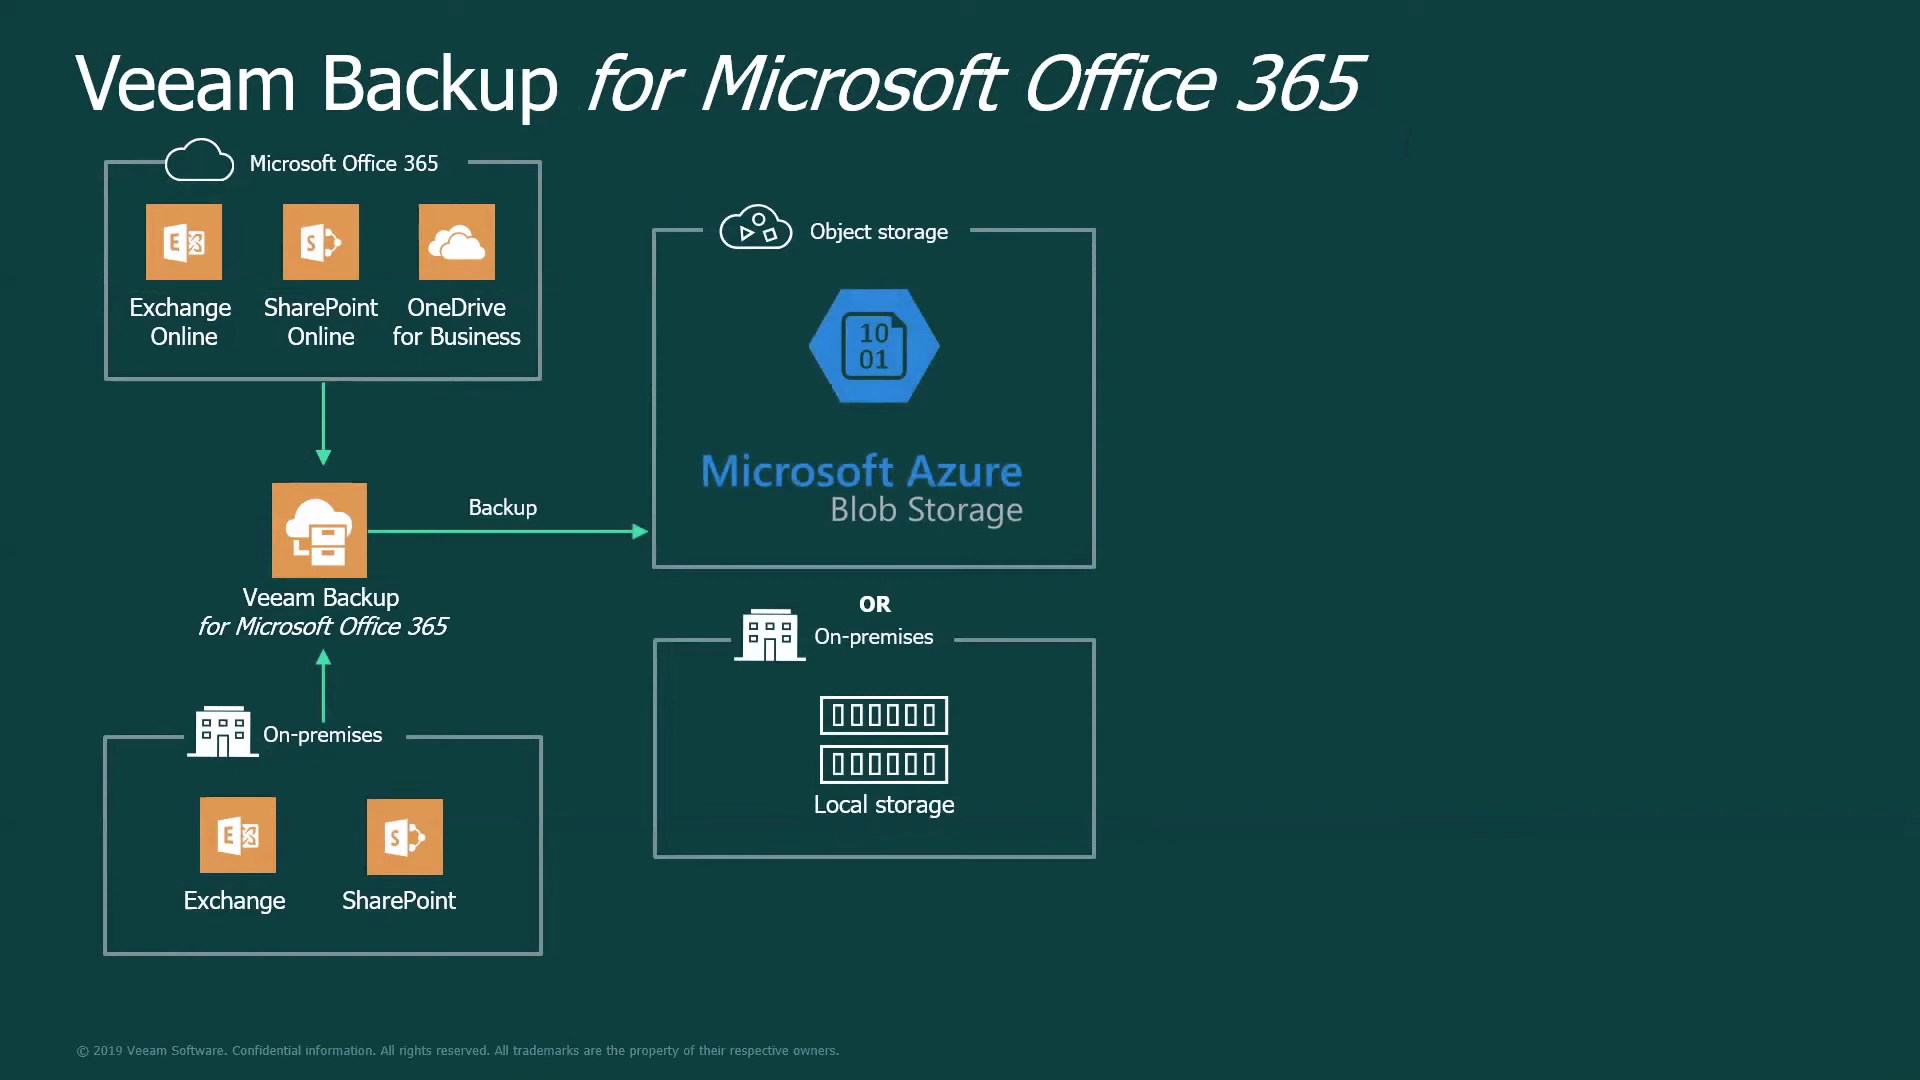 Veeam Backup for Microsoft Office 365
Microsoft Office 365
E
S
Exchange
Online
SharePoint
Online
OneDrive
for Business
Object storage
10
01
Microsoft Azure
Blob Storage
Backup
Veeam Backup
for Microsoft Office 365
OR
On-premises
Local storage
On-premises
E
S
Exchange
SharePoint
© 2019 Veeam Software. Confidential information. All rights reserved. All trademarks are the property of their respective owners.